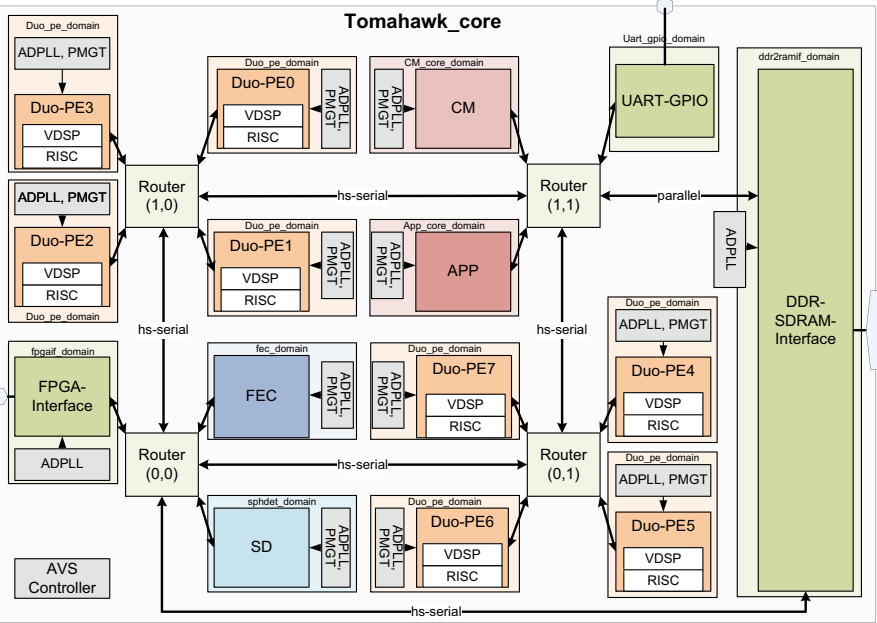 Tomahawk_core
Duo_pe_domain
ADPLL, PMGT
Duo-PE3
VDSP
RISC
Duo_pe_domain
Duo-PE0
VDSP
RISC
ADPLL,
PMGT
CM_core_domain
ADPLL,
PMGT
CM
Uart_gpio_domain
UART-GPIO
ddr2ramif_domain
DDR-
SDRAM-
Interface
ADPLL
Router
(1,0)
hs-serial
Router
(1,1)
parallel
ADPLL, PMGT
Duo-PE2
VDSP
RISC
Duo_pe_domain
Duo_pe_domain
Duo-PE1
VDSP
RISC
ADPLL,
PMGT
App_core_domain
ADPLL,
PMGT
APP
hs-serial
hs-serial
fpgaif_domain
FPGA-
Interface
ADPLL
fec_domain
FEC
ADPLL,
PMGT
Duo_pe_domain
ADPLL,
PMGT
Duo-PE7
VDSP
RISC
Duo_pe_domain
ADPLL, PMGT
Duo-PE4
VDSP
RISC
Router
(0,0)
hs-serial
Router
(0,1)
sphdet_domain
SD
ADPLL,
PMGT
Duo_pe_domain
ADPLL,
PMGT
Duo-PE6
VDSP
RISC
Duo_pe_domain
ADPLL, PMGT
Duo-PE5
VDSP
RISC
AVS
Controller
hs-serial